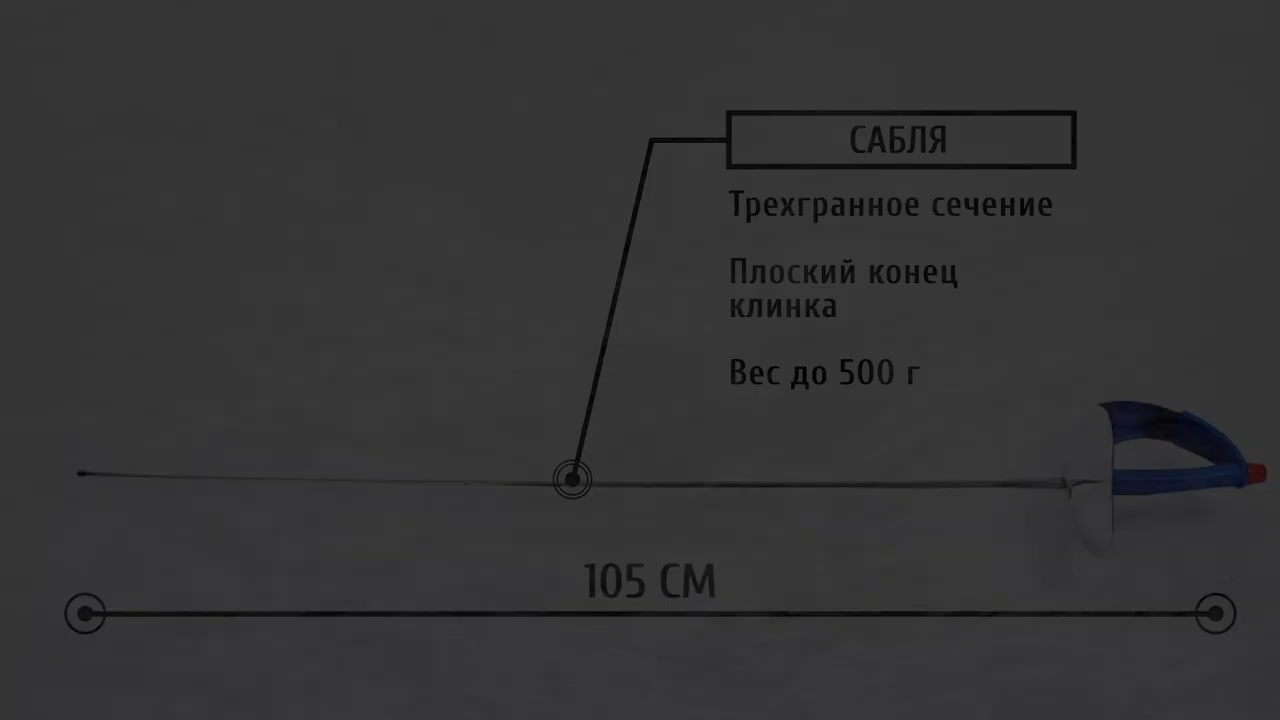 САБЛЯ
Трехгранное сечение
Плоский конец
клинка
Вес до 500 г
105 СМ